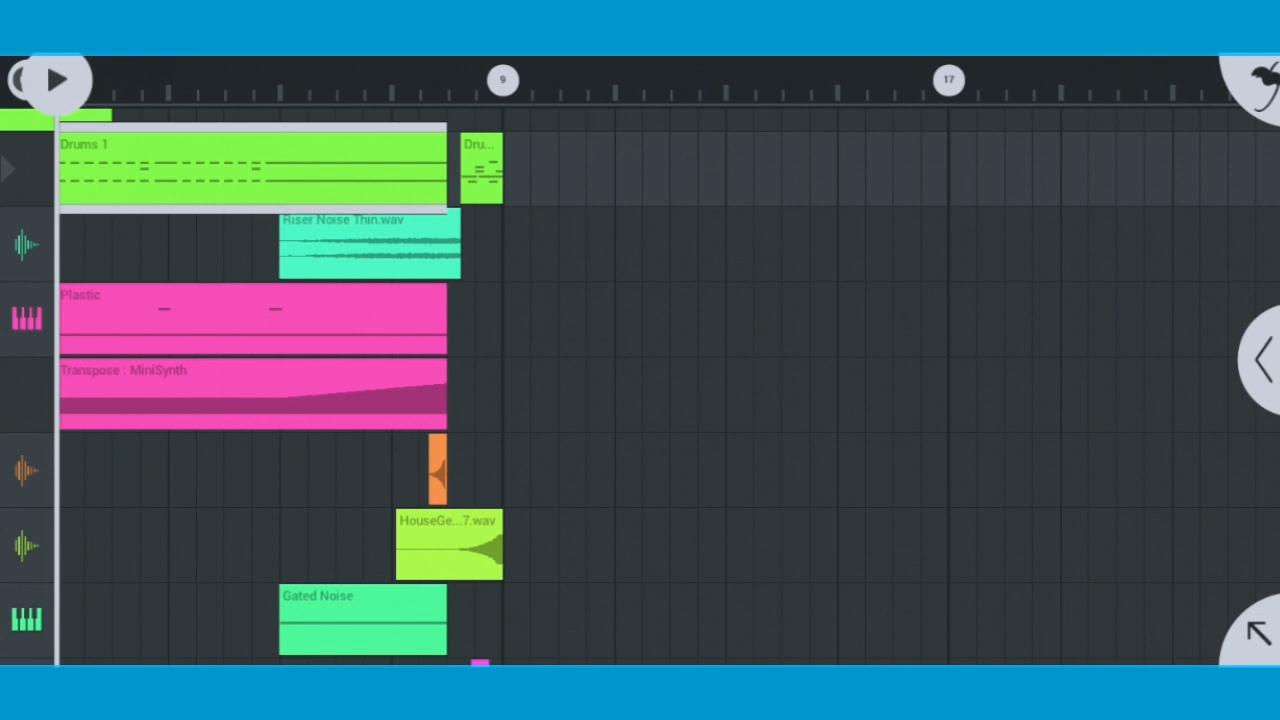 9
17
Drums 1
Dru...
Riser Noise Thin.wav
Plastic
Transpose : MiniSynth
HouseGe...7.wav
Gated Noise